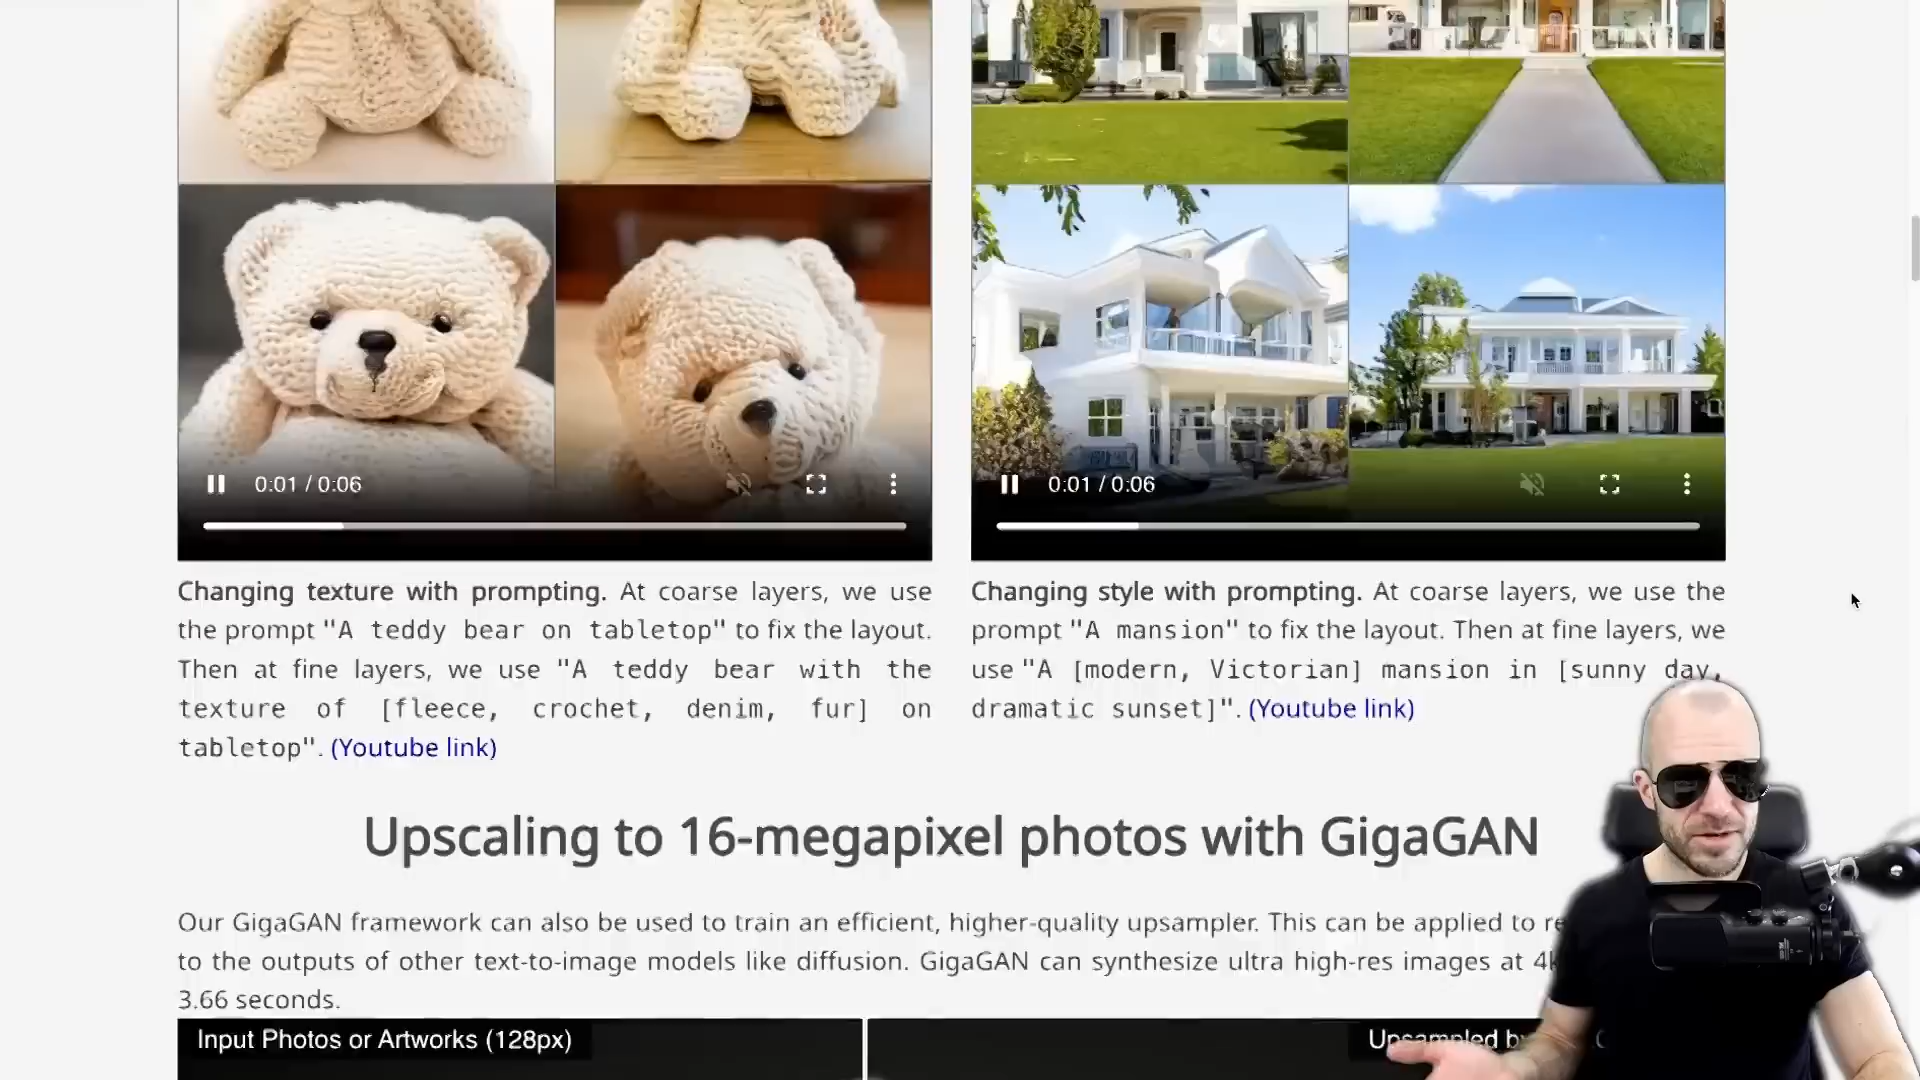 0:01 / 0:06
0:01 / 0:06
Changing texture with prompting. At coarse layers, we use
the prompt "A teddy bear on tabletop" to fix the layout.
Then at fine layers, we use "A teddy bear with the
texture of [fleece, crochet, denim, fur] on
tabletop". (Youtube link)
Changing style with prompting. At coarse layers, we use the
prompt "A mansion" to fix the layout. Then at fine layers, we
use "A [modern, Victorian] mansion in [sunny day,
dramatic sunset]". (Youtube link)
Upscaling to 16-megapixel photos with GigaGAN
Our GigaGAN framework can also be used to train an efficient, higher-quality upsampler. This can be applied to
to the outputs of other text-to-image models like diffusion. GigaGAN can synthesize ultra high-res images at
3.66 seconds.
Input Photos or Artworks (128px)
Upsampled